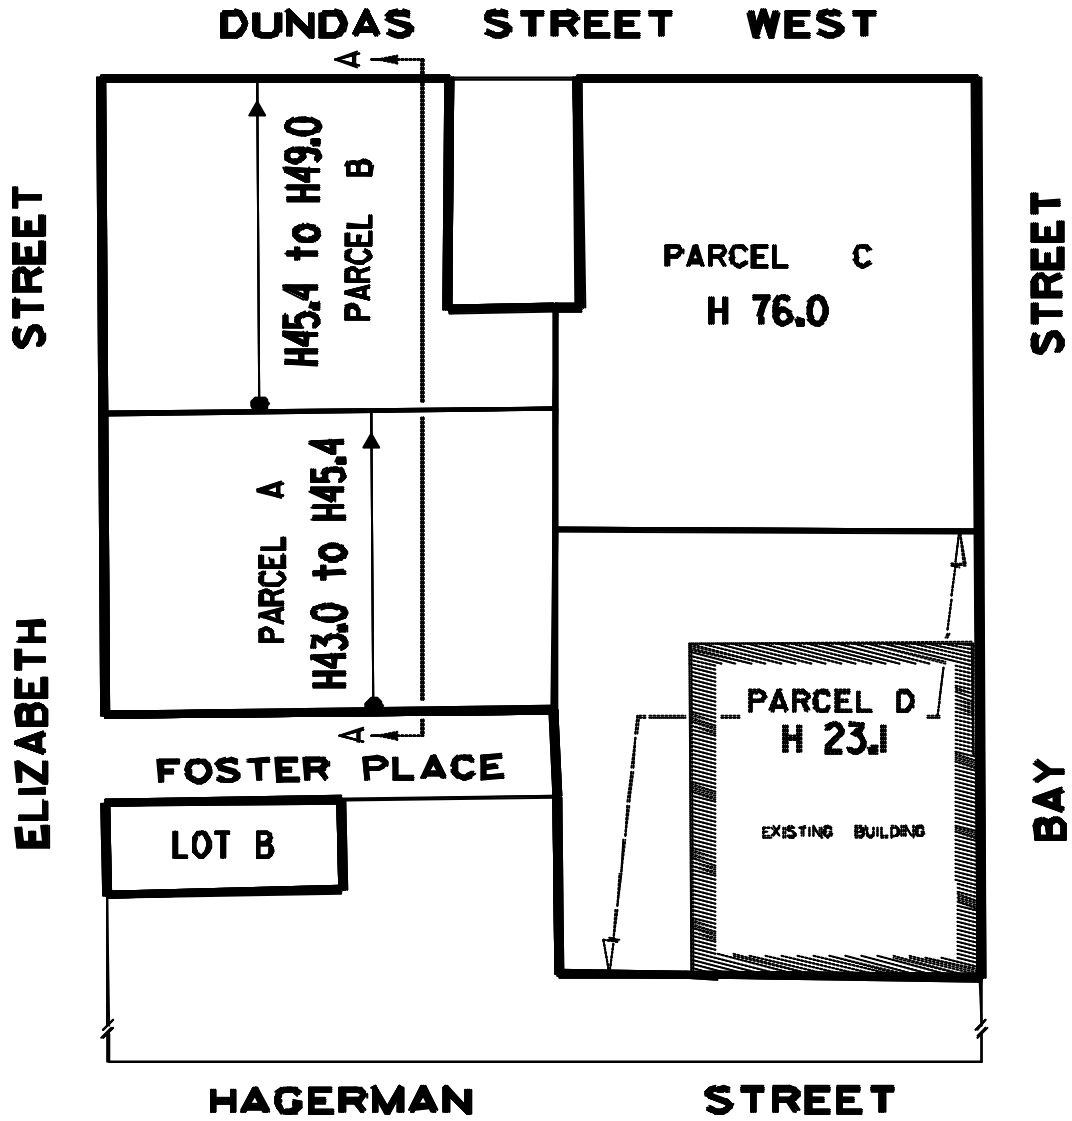 DUNDAS STREET WEST
A
H45.4 to H49.0
PARCEL B
PARCEL C
H 76.0
STREET
STREET
PARCEL A
H43.0 to H45.4
ELIZABETH
A
PARCEL D
H 23.1
EXISTING BUILDING
BAY
FOSTER PLACE
LOT B
HAGERMAN STREET